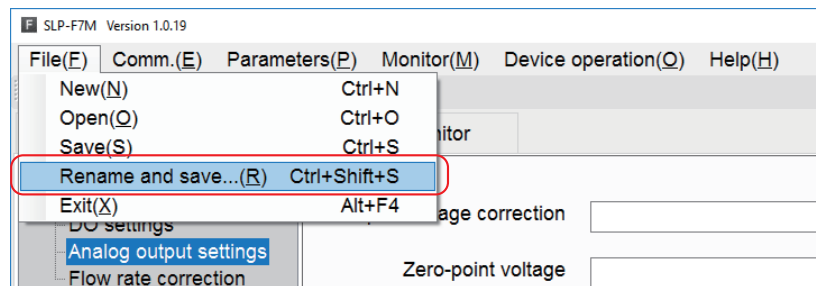 F SLP-F7M Version 1.0.19
File(F) Comm.(E) Parameters(P) Monitor(M) Device operation(O) Help(H)
New(N) Ctrl+N
Open(O) Ctrl+O
Save(S) Ctrl+S
Rename and save...(R) Ctrl+Shift+S
Exit(X) Alt+F4
DO settings
Analog output settings
Flow rate correction
correction
Zero-point voltage